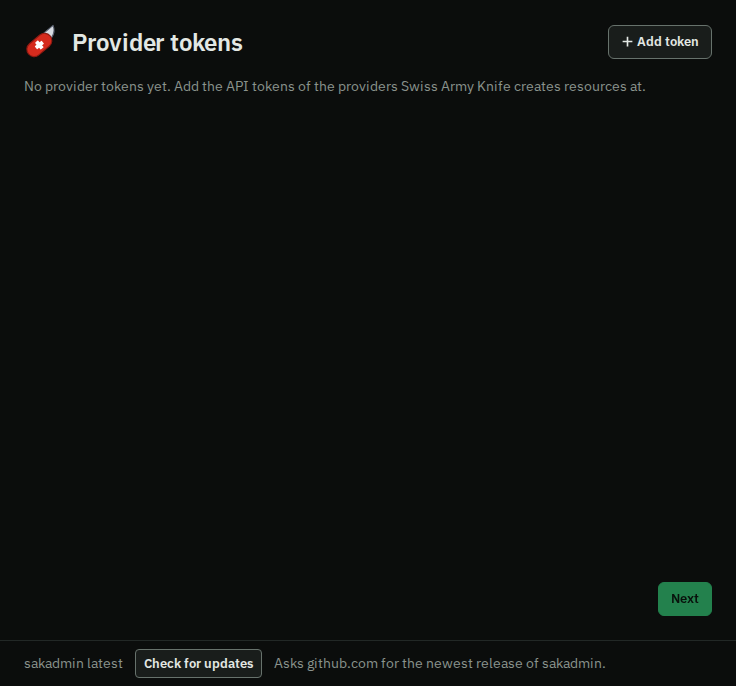 Provider tokens
+ Add token
No provider tokens yet. Add the API tokens of the providers Swiss Army Knife creates resources at.
Next
sakadmin latest
Check for updates
Asks github.com for the newest release of sakadmin.